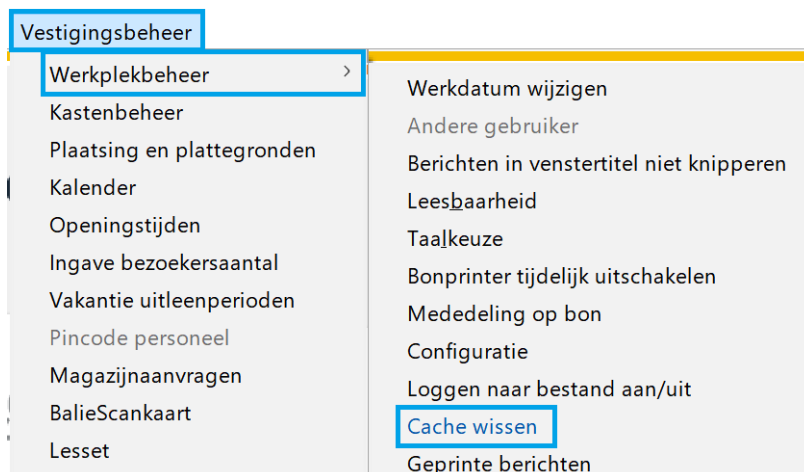 Vestigingsbeheer
Werkplekbeheer
Kastenbeheer
Plaatsing en plattegronden
Kalender
Openingstijden
Ingave bezoekersaantal
Vakantie uitleenperioden
Pincode personeel
Magazijnaanvragen
BalieScankaart
Lesset
Werkdatum wijzigen
Andere gebruiker
Berichten in venstertitel niet knipperen
Leesbaarheid
Taalkeuze
Bonprinter tijdelijk uitschakelen
Mededeling op bon
Configuratie
Loggen naar bestand aan/uit
Cache wissen
Geprinte berichten